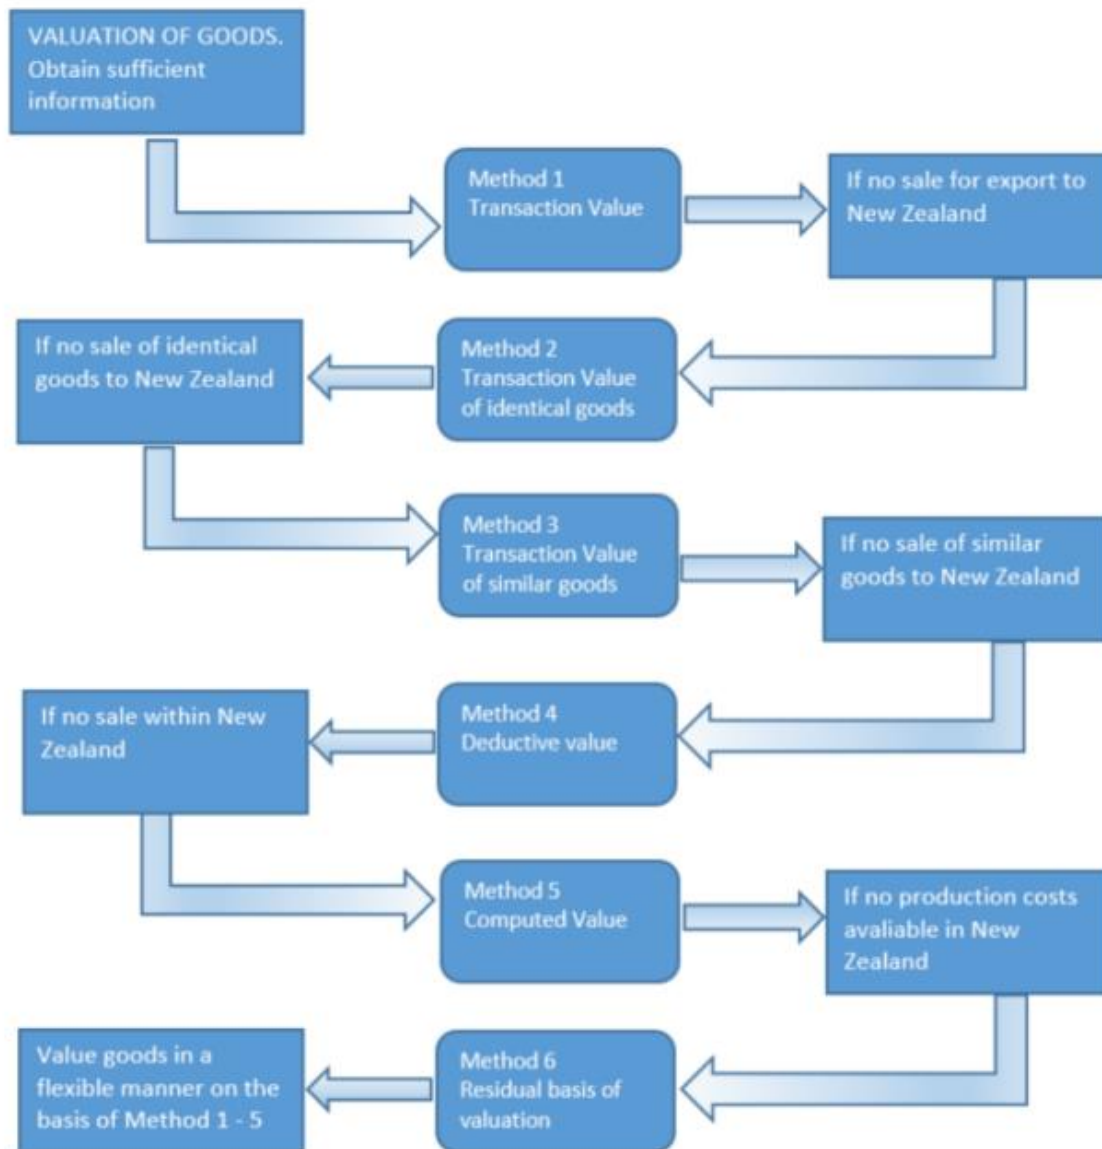 VALUATION OF GOODS.
Obtain sufficient
information
Method 1
Transaction Value
If no sale for export to
New Zealand
Method 2
Transaction Value
of identical goods
If no sale of identical
goods to New Zealand
Method 3
Transaction Value
of similar goods
If no sale of similar
goods to New Zealand
Method 4
Deductive value
If no sale within New
Zealand
Method 5
Computed Value
If no production costs
avaliable in New
Zealand
Method 6
Residual basis of
valuation
Value goods in a
flexible manner on the
basis of Method 1 - 5